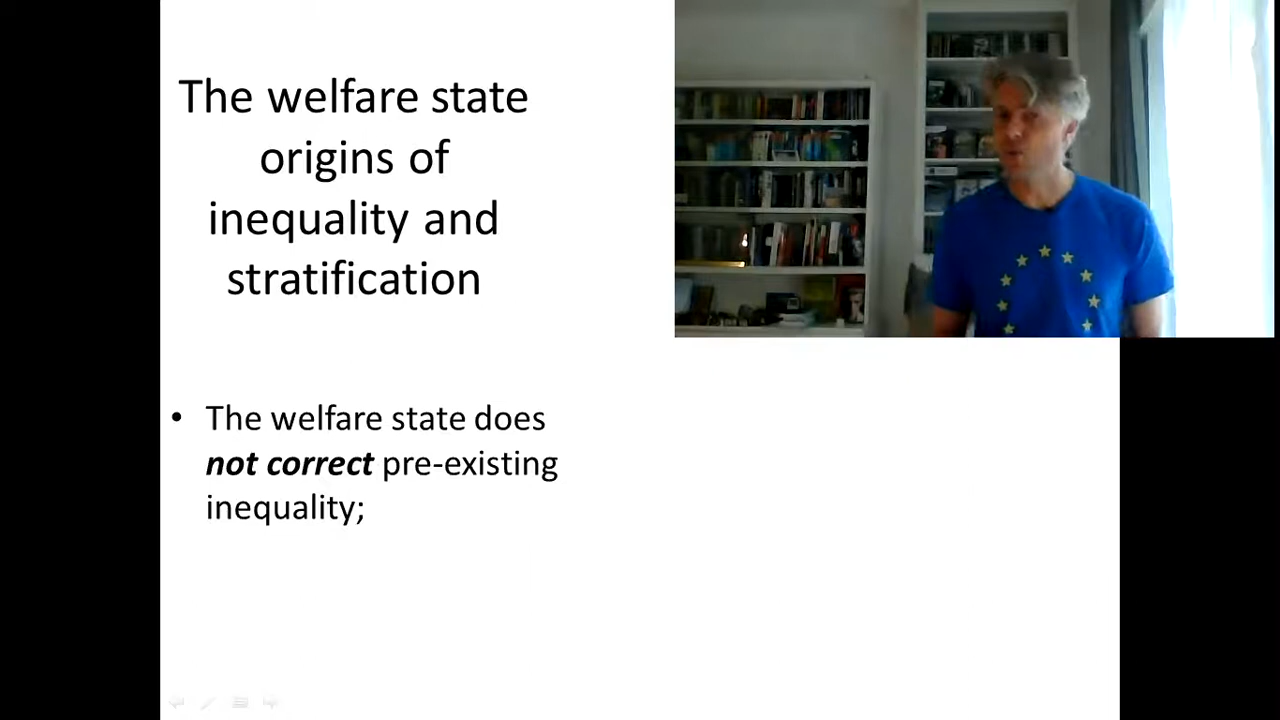 The welfare state
origins of
inequality and
stratification
• The welfare state does
not correct pre-existing
inequality;